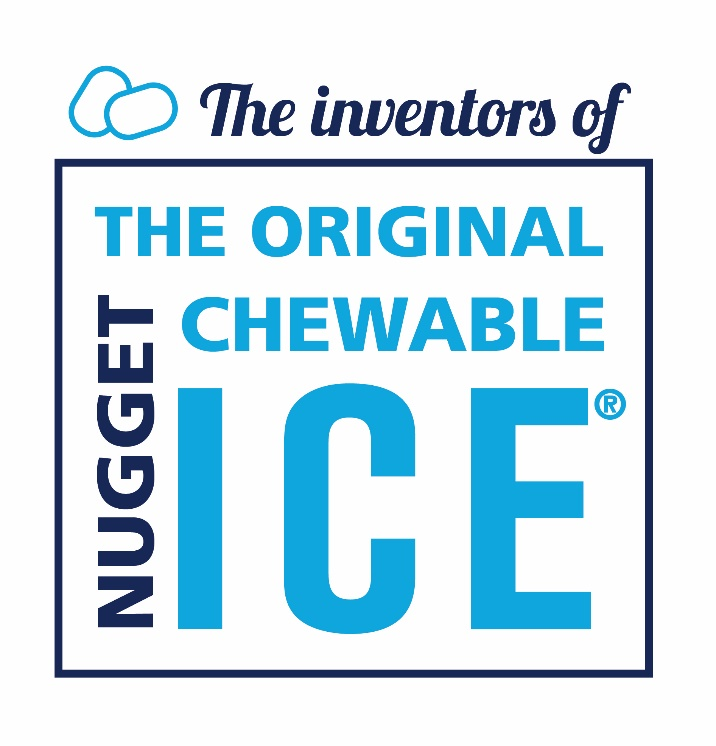 The inventors of
THE ORIGINAL
CHEWABLE
NUGGET
ICE®